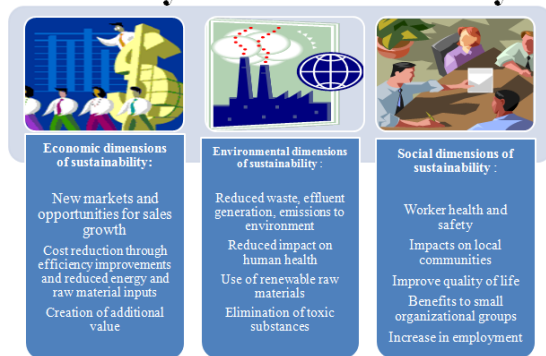 Economic dimensions
of sustainability:
New markets and
opportunities for sales
growth
Cost reduction through
efficiency improvements
and reduced energy and
raw material inputs
Creation of additional
value
Environmental dimensions
of sustainability :
Reduced waste, effluent
generation, emissions to
environment
Reduced impact on
human health
Use of renewable raw
materials
Elimination of toxic
substances
Social dimensions of
sustainability :
Worker health and
safety
Impacts on local
communities
Improve quality of life
Benefits to small
organizational groups
Increase in employment